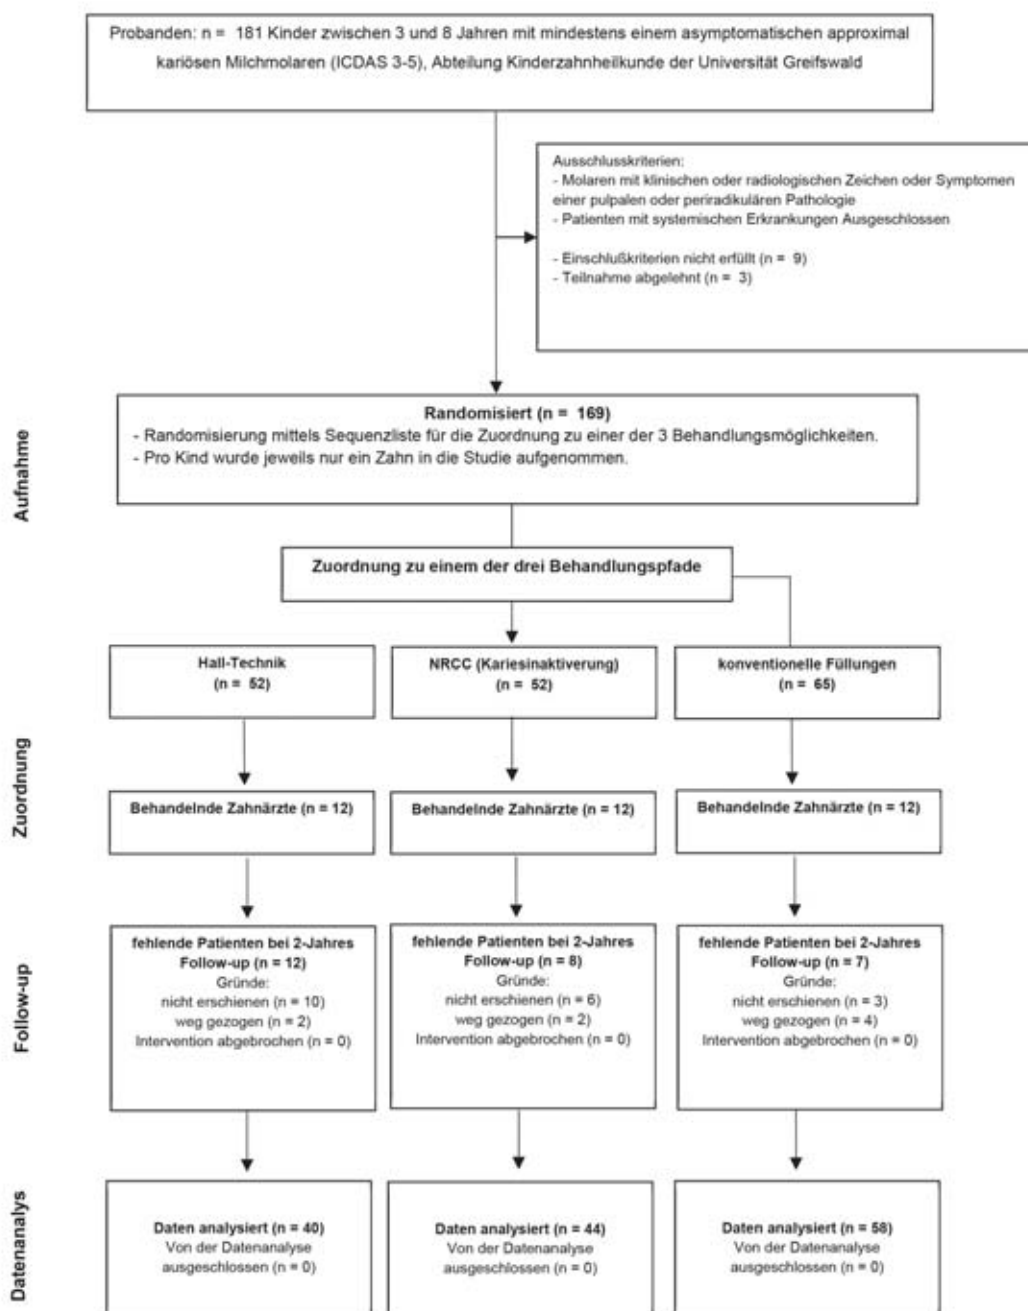 Probanden: n = 181 Kinder zwischen 3 und 8 Jahren mit mindestens einem asymptomatischen approximal
kariösen Milchmolaren (ICDAS 3-5), Abteilung Kinderzahnheilkunde der Universität Greifswald
Ausschlusskriterien:
- Molaren mit klinischen oder radiologischen Zeichen oder Symptomen
einer pulpalen oder periradikulären Pathologie
- Patienten mit systemischen Erkrankungen Ausgeschlossen
- Einschlußkriterien nicht erfüllt (n = 9)
- Teilnahme abgelehnt (n = 3)
Aufnahme
Randomisiert (n = 169)
- Randomisierung mittels Sequenzliste für die Zuordnung zu einer der 3 Behandlungsmöglichkeiten.
- Pro Kind wurde jeweils nur ein Zahn in die Studie aufgenommen.
Zuordnung zu einem der drei Behandlungspfade
Zuordnung
Hall-Technik
(n = 52)
NRCC (Kariesinaktiverung)
(n = 52)
konventionelle Füllungen
(n = 65)
Behandelnde Zahnärzte (n = 12)
Behandelnde Zahnärzte (n = 12)
Behandelnde Zahnärzte (n = 12)
Follow-up
fehlende Patienten bei 2-Jahres
Follow-up (n = 12)
Gründe:
nicht erschienen (n = 10)
weg gezogen (n = 2)
Intervention abgebrochen (n = 0)
fehlende Patienten bei 2-Jahres
Follow-up (n = 8)
Gründe:
nicht erschienen (n = 6)
weg gezogen (n = 2)
Intervention abgebrochen (n = 0)
fehlende Patienten bei 2-Jahres
Follow-up (n = 7)
Gründe:
nicht erschienen (n = 3)
weg gezogen (n = 4)
Intervention abgebrochen (n = 0)
Datenanalys
Daten analysiert (n = 40)
Von der Datenanalyse
ausgeschlossen (n = 0)
Daten analysiert (n = 44)
Von der Datenanalyse
ausgeschlossen (n = 0)
Daten analysiert (n = 58)
Von der Datenanalyse
ausgeschlossen (n = 0)